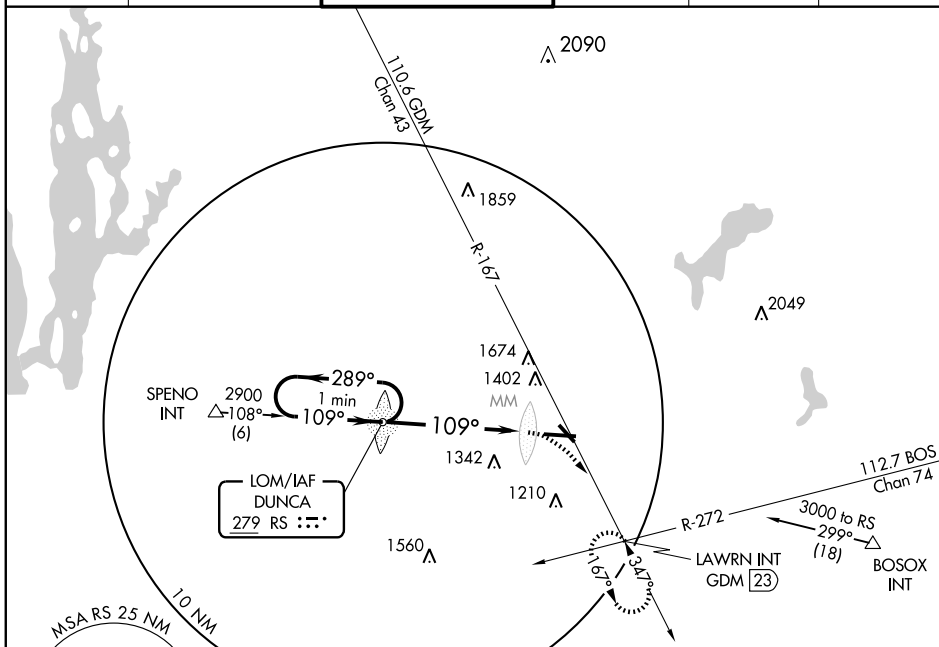 2090
110.6 GDM
Chan 43
1859
R-167
2049
1674
1402
MM
SPENO
INT
2900
108°
(6)
289°
1 min
109°
109°
1342
LOM/IAF
DUNCA
279 RS
1210
112.7 BOS
Chan 74
R-272
3000 to RS
299°
(18)
BOSOX
INT
1560
LAWRN INT
GDM 23
167°
347°
10 NM
MSA RS 25 NM